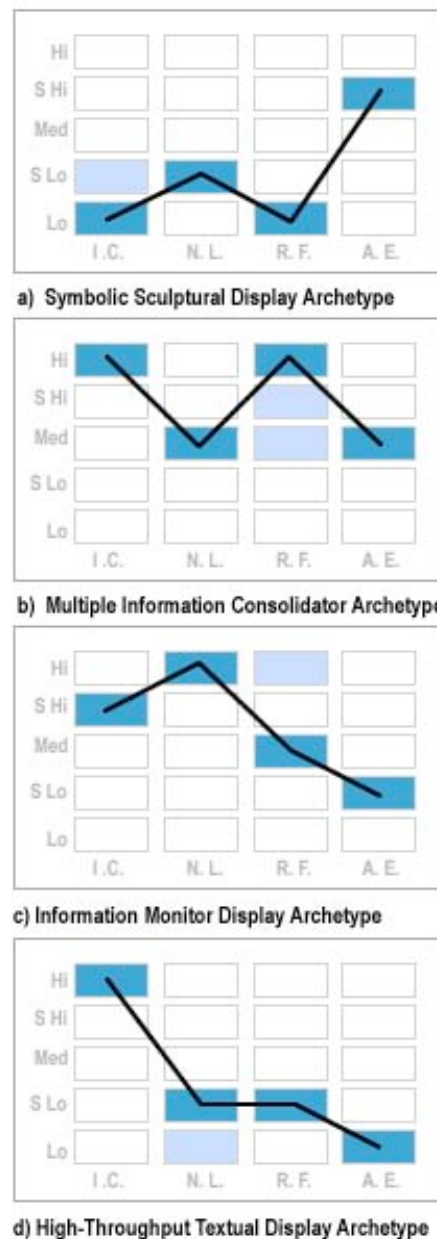 Hi
S Hi
Med
S Lo
Lo
I.C. N. L. R. F. A. E.
a) Symbolic Sculptural Display Archetype
Hi
S Hi
Med
S Lo
Lo
I.C. N. L. R. F. A. E.
b) Multiple Information Consolidator Archetype
Hi
S Hi
Med
S Lo
Lo
I.C. N. L. R. F. A. E.
c) Information Monitor Display Archetype
Hi
S Hi
Med
S Lo
Lo
I.C. N. L. R. F. A. E.
d) High-Throughput Textual Display Archetype